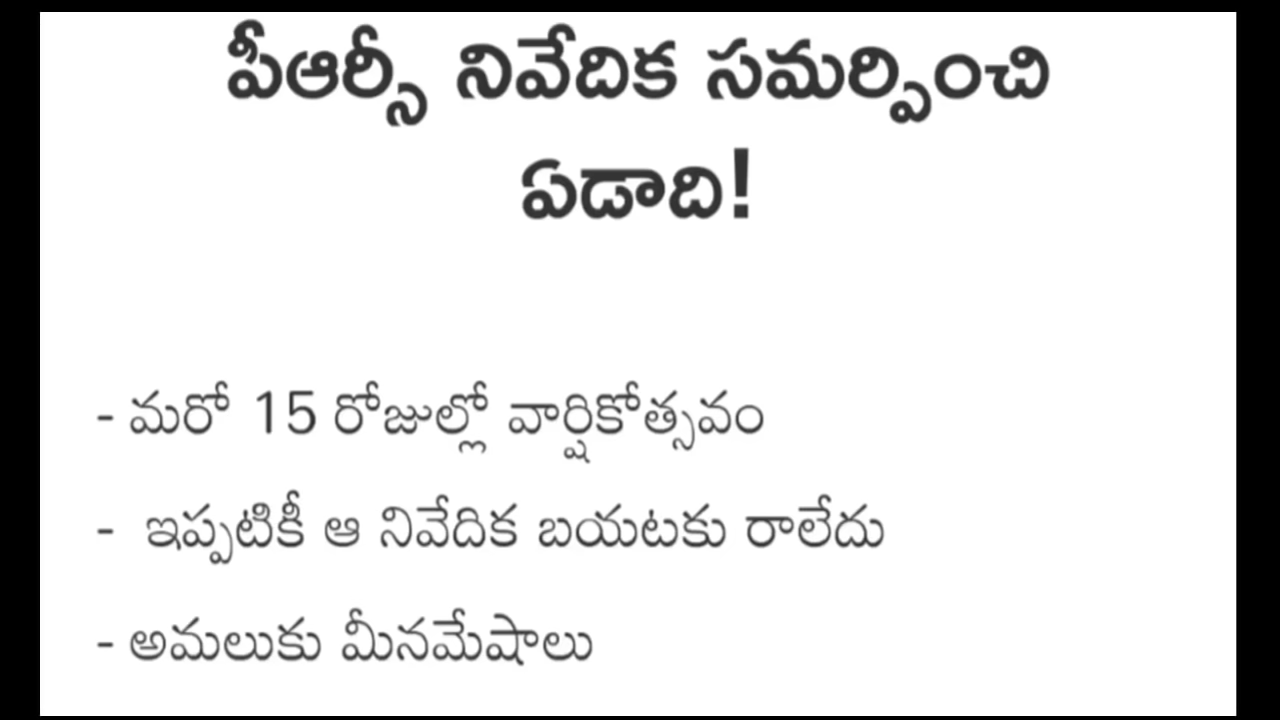 పీఆర్సీ నివేదిక సమర్పించి
ఏడాది!
- మరో 15 రోజుల్లో వార్షికోత్సవం
- ఇప్పటికీ ఆ నివేదిక బయటకు రాలేదు
- అమలుకు మీనమేషాలు